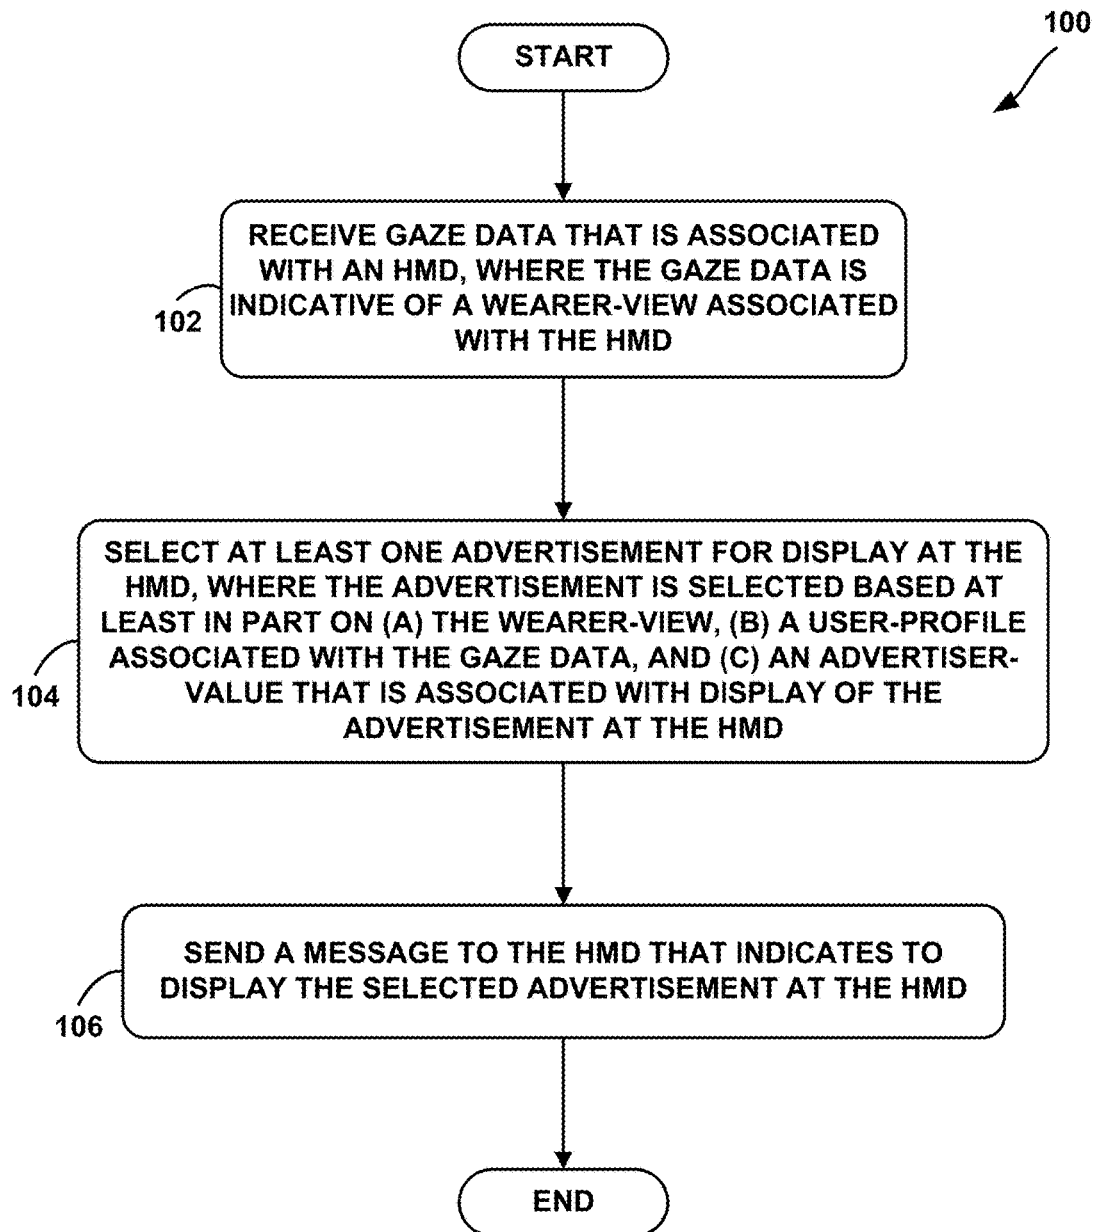 100
START
RECEIVE GAZE DATA THAT IS ASSOCIATED
WITH AN HMD, WHERE THE GAZE DATA IS
INDICATIVE OF A WEARER-VIEW ASSOCIATED
WITH THE HMD
102
SELECT AT LEAST ONE ADVERTISEMENT FOR DISPLAY AT THE
HMD, WHERE THE ADVERTISEMENT IS SELECTED BASED AT
LEAST IN PART ON (A) THE WEARER-VIEW, (B) A USER-PROFILE
ASSOCIATED WITH THE GAZE DATA, AND (C) AN ADVERTISER-
VALUE THAT IS ASSOCIATED WITH DISPLAY OF THE
ADVERTISEMENT AT THE HMD
104
SEND A MESSAGE TO THE HMD THAT INDICATES TO
DISPLAY THE SELECTED ADVERTISEMENT AT THE HMD
106
END